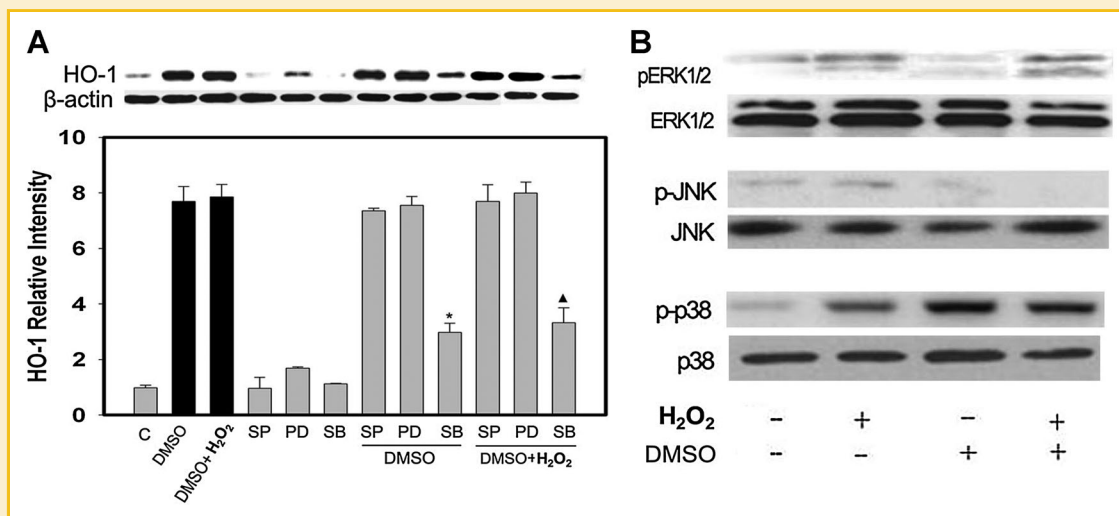 A
HO-1
β-actin
HO-1 Relative Intensity
10
8
6
4
2
0
*
▲
C
DMSO
DMSO+ H₂O₂
SP PD SB SP PD SB SP PD SB
DMSO DMSO+H₂O₂
B
pERK1/2
ERK1/2
p-JNK
JNK
p-p38
p38
H₂O₂ -- + – +
DMSO -- – + +